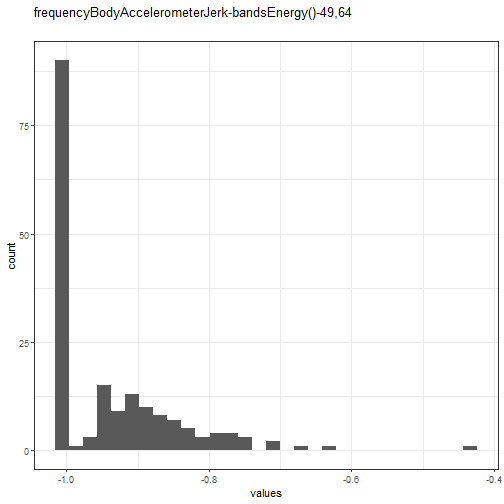 frequencyBodyAccelerometerJerk-bandsEnergy()-49,64
75
50
25
0
count
-1.0
-0.8
-0.6
-0.4
values